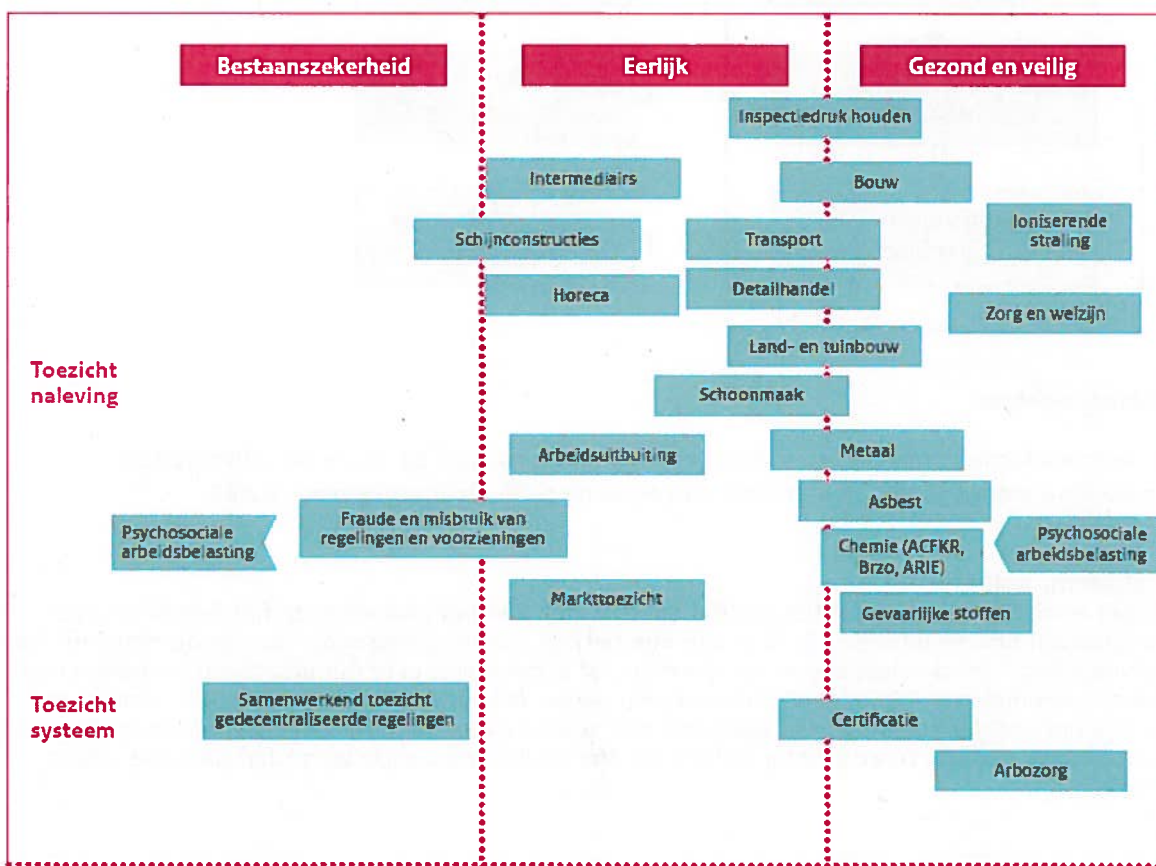 Bestaanszekerheid
Eerlijk
Gezond en veilig
Inspectiedruk houden
Intermediairs
Bouw
Ioniserende
straling
Schijnconstructies
Transport
Horeca
Detailhandel
Zorg en welzijn
Land- en tuinbouw
Toezicht
naleving
Schoonmaak
Arbeidsuitbuiting
Metaal
Asbest
Psychosociale
arbeidsbelasting
Fraude en misbruik van
regelingen en voorzieningen
Chemie (ACFKR,
Brzo, ARIE)
Psychosociale
arbeidsbelasting
Markttoezicht
Gevaarlijke stoffen
Toezicht
systeem
Samenwerkend toezicht
gedecentraliseerde regelingen
Certificatie
Arbozorg